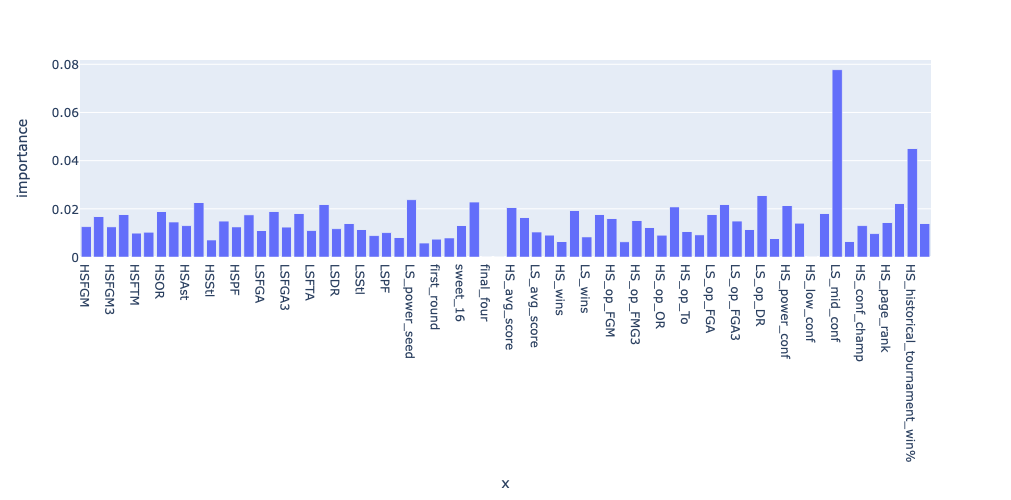 0.08
0.06
0.04
0.02
0
importance
HSFGM
HSFGM3
HSFTM
HSOR
HSAst
HSStl
HSPF
LSFGA
LSFGA3
LSFTA
LSDR
LSStl
LSPF
LS_power_seed
first_round
sweet_16
final_four
HS_avg_score
LS_avg_score
HS_wins
LS_wins
HS_op_FGM
HS_op_FMG3
HS_op_OR
HS_op_To
LS_op_FGA
LS_op_FGA3
LS_op_DR
HS_power_conf
HS_low_conf
LS_mid_conf
HS_conf_champ
HS_page_rank
HS_historical_tournament_win%
x